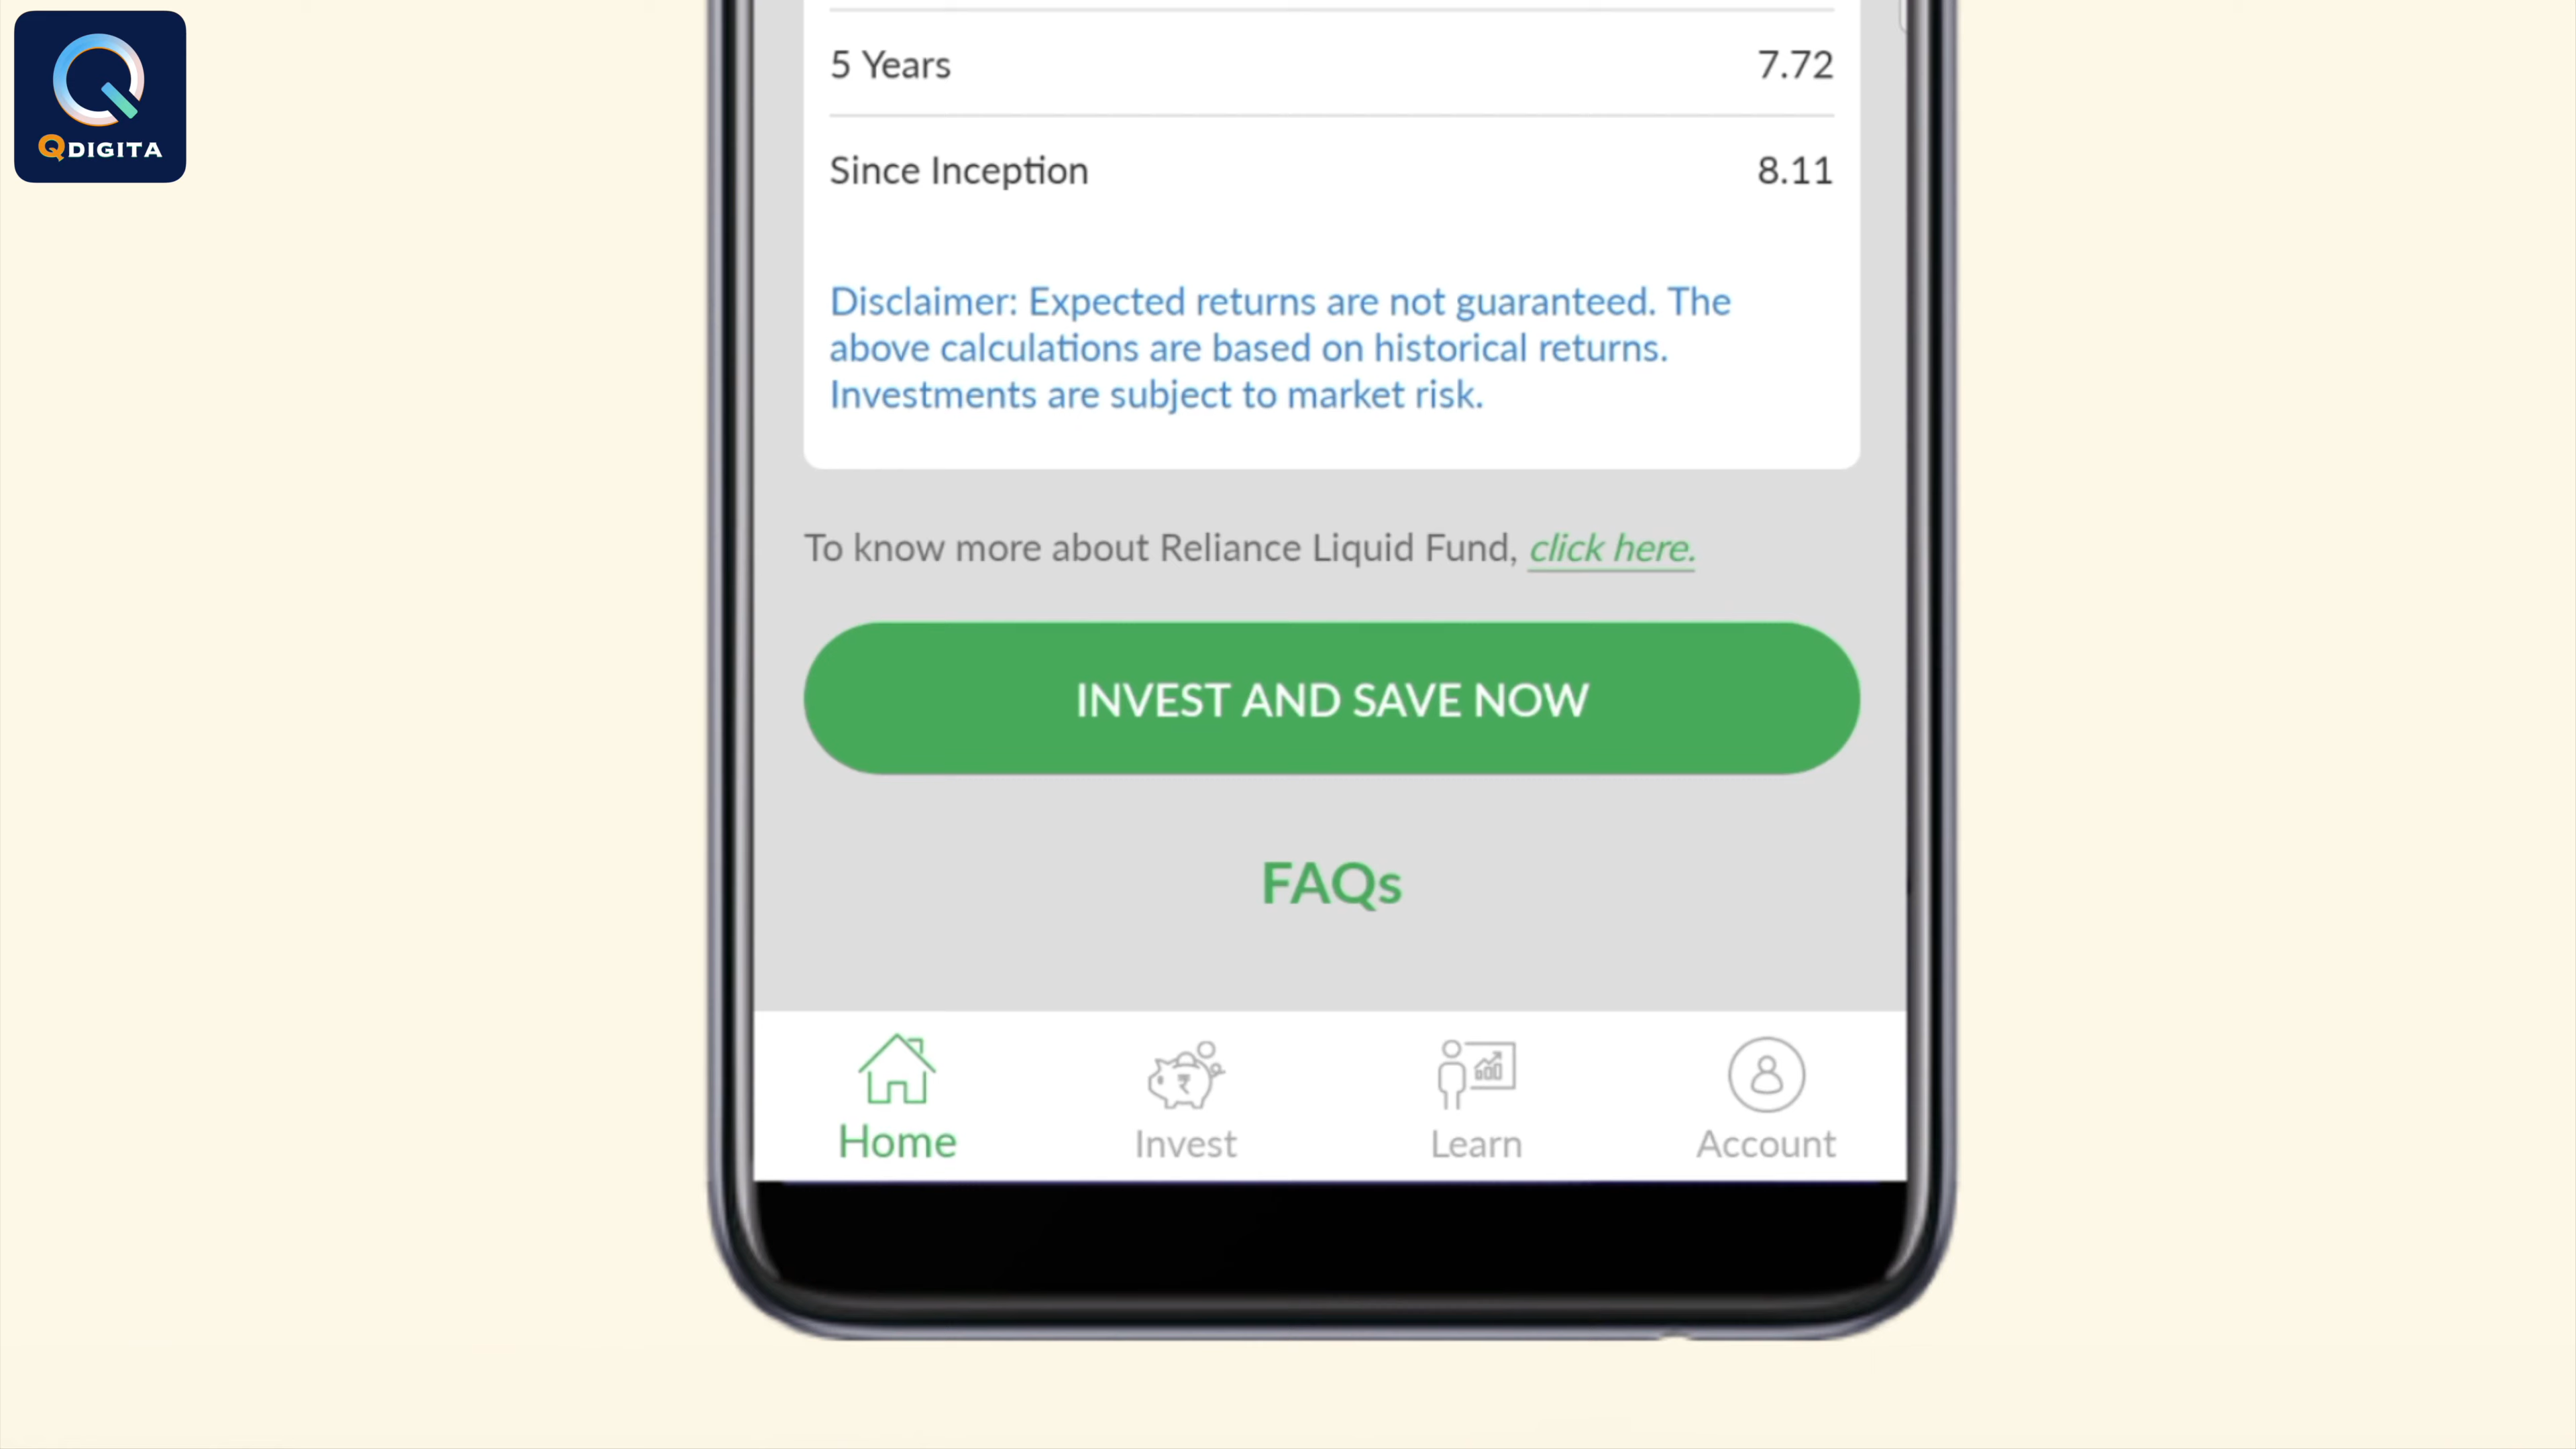 QDIGITA
5 Years 7.72
Since Inception 8.11
Disclaimer: Expected returns are not guaranteed. The
above calculations are based on historical returns.
Investments are subject to market risk.
To know more about Reliance Liquid Fund, click here.
INVEST AND SAVE NOW
FAQs
₹
Home Invest Learn Account